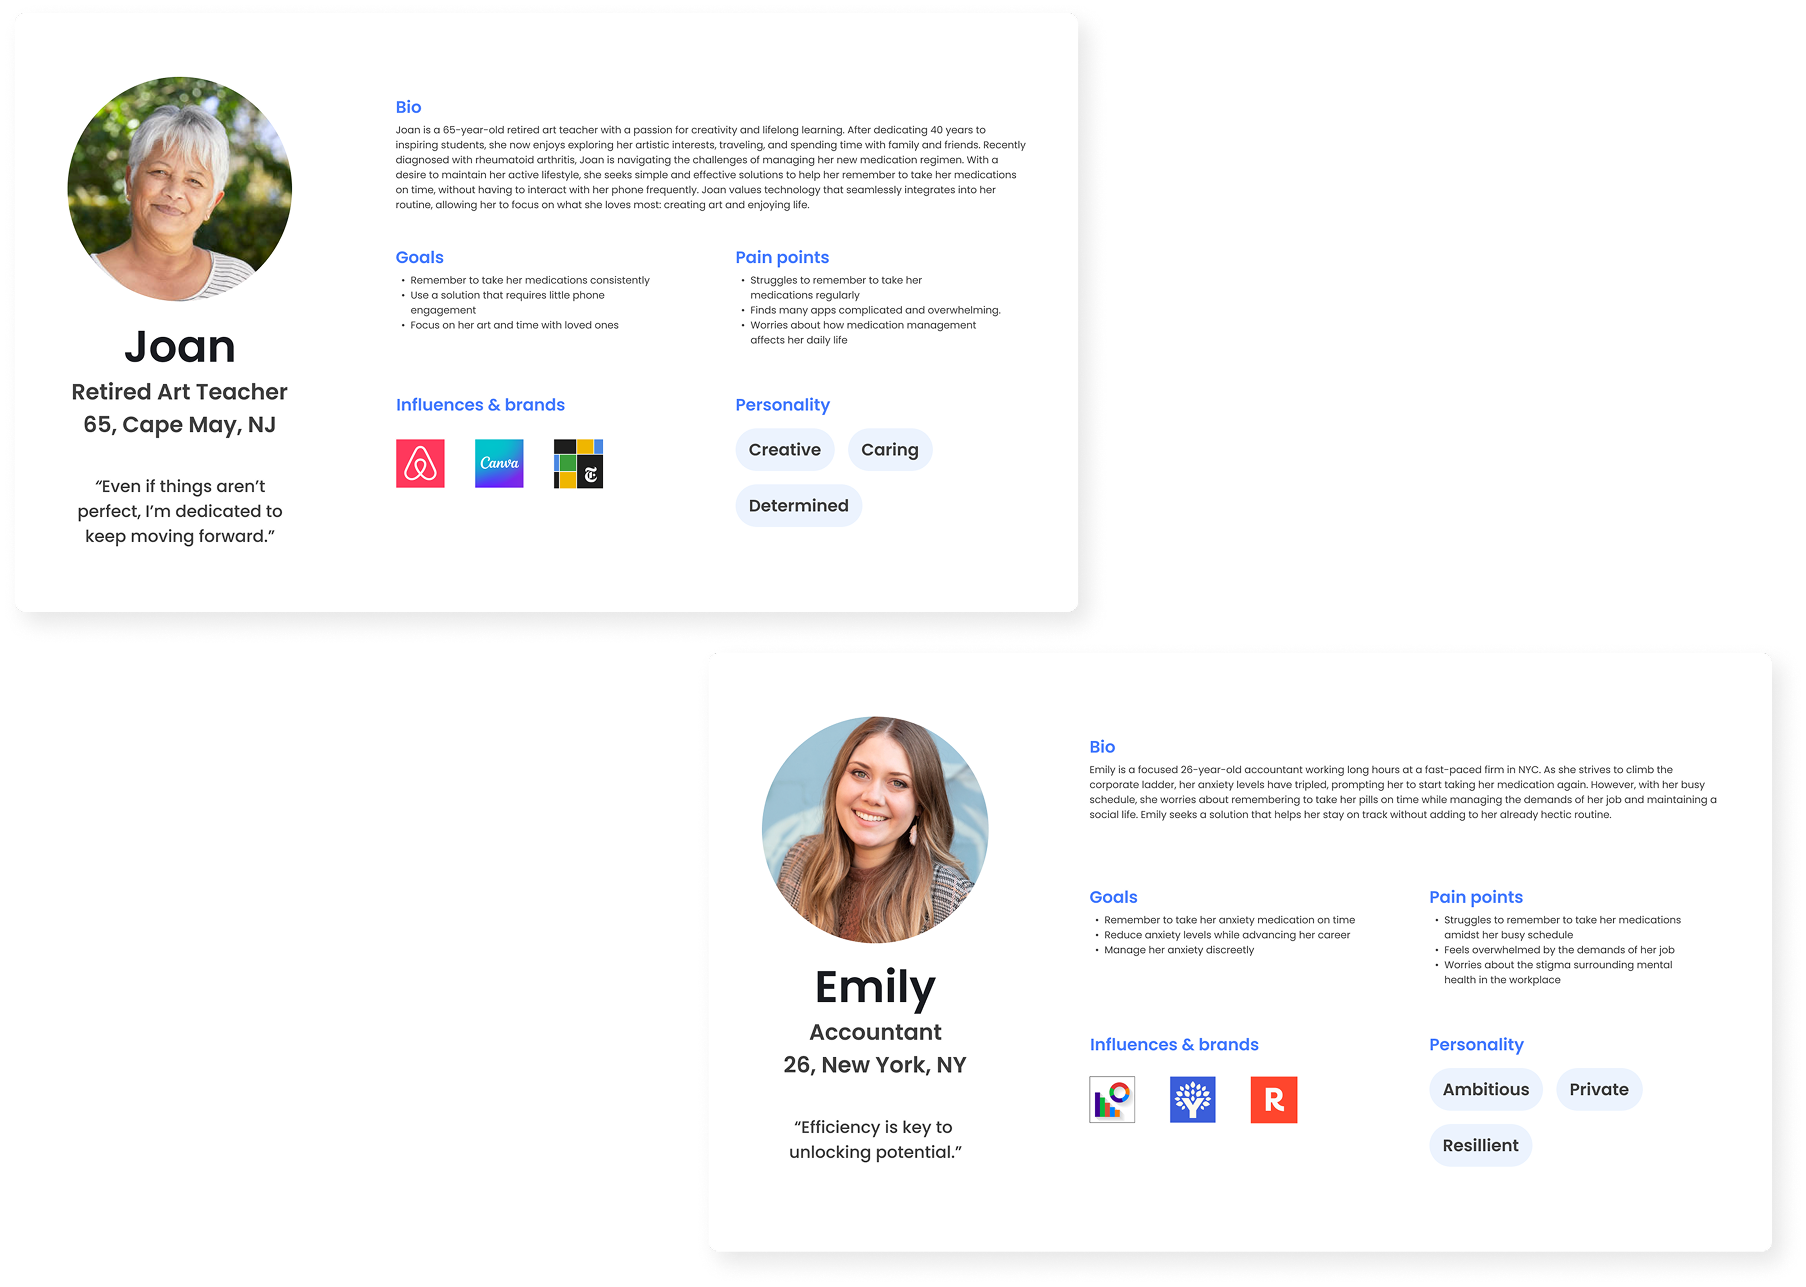 Joan
Retired Art Teacher
65, Cape May, NJ
“Even if things aren’t
perfect, I’m dedicated to
keep moving forward.”
Bio
Joan is a 65-year-old retired art teacher with a passion for creativity and lifelong learning. After dedicating 40 years to
inspiring students, she now enjoys exploring her artistic interests, traveling, and spending time with family and friends. Recently
diagnosed with rheumatoid arthritis, Joan is navigating the challenges of managing her new medication regimen. With a
desire to maintain her active lifestyle, she seeks simple and effective solutions to help her remember to take her medications
on time, without having to interact with her phone frequently. Joan values technology that seamlessly integrates into her
routine, allowing her to focus on what she loves most: creating art and enjoying life.
Goals
• Remember to take her medications consistently
• Use a solution that requires little phone
engagement
• Focus on her art and time with loved ones
Pain points
• Struggles to remember to take her
medications regularly
• Finds many apps complicated and overwhelming.
• Worries about how medication management
affects her daily life
Influences & brands
Canva
T
Personality
Creative
Caring
Determined
Emily
Accountant
26, New York, NY
“Efficiency is key to
unlocking potential.”
Bio
Emily is a focused 26-year-old accountant working long hours at a fast-paced firm in NYC. As she strives to climb the
corporate ladder, her anxiety levels have tripled, prompting her to start taking her medication again. However, with her busy
schedule, she worries about remembering to take her pills on time while managing the demands of her job and maintaining a
social life. Emily seeks a solution that helps her stay on track without adding to her already hectic routine.
Goals
• Remember to take her anxiety medication on time
• Reduce anxiety levels while advancing her career
• Manage her anxiety discreetly
Pain points
• Struggles to remember to take her medications
amidst her busy schedule
• Feels overwhelmed by the demands of her job
• Worries about the stigma surrounding mental
health in the workplace
Influences & brands
R
Personality
Ambitious
Private
Resillient